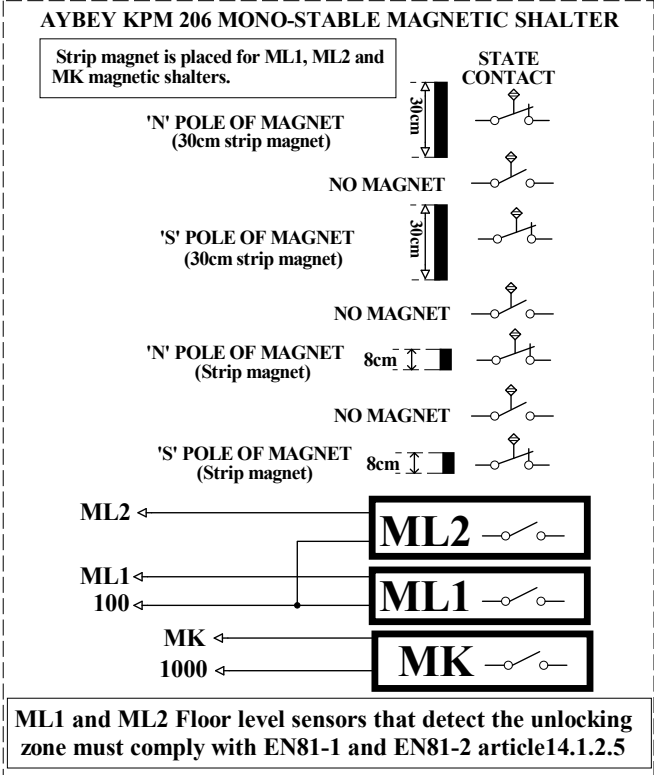 AYBEY KPM 206 MONO-STABLE MAGNETIC SHALTER
Strip magnet is placed for ML1, ML2 and
MK magnetic shalters.
STATE
CONTACT
30cm
'N' POLE OF MAGNET
(30cm strip magnet)
NO MAGNET
30cm
'S' POLE OF MAGNET
(30cm strip magnet)
NO MAGNET
'N' POLE OF MAGNET
(Strip magnet)
8cm
NO MAGNET
'S' POLE OF MAGNET
(Strip magnet)
8cm
ML2
ML2
ML1
100
ML1
MK
1000
MK
ML1 and ML2 Floor level sensors that detect the unlocking
zone must comply with EN81-1 and EN81-2 article14.1.2.5